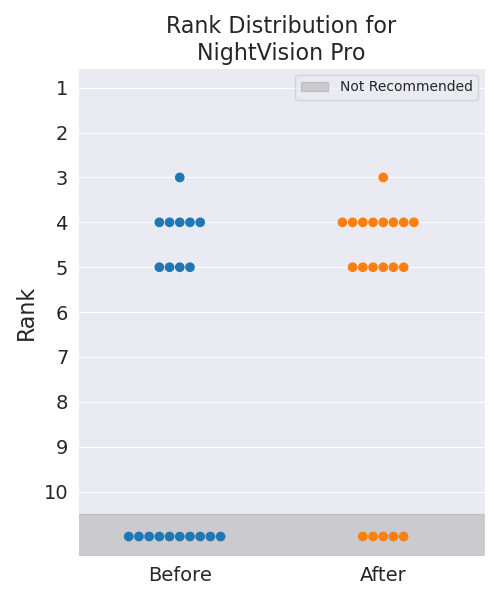 Rank Distribution for
NightVision Pro
Not Recommended
1
2
3
4
5
6
7
8
9
10
Rank
Before
After